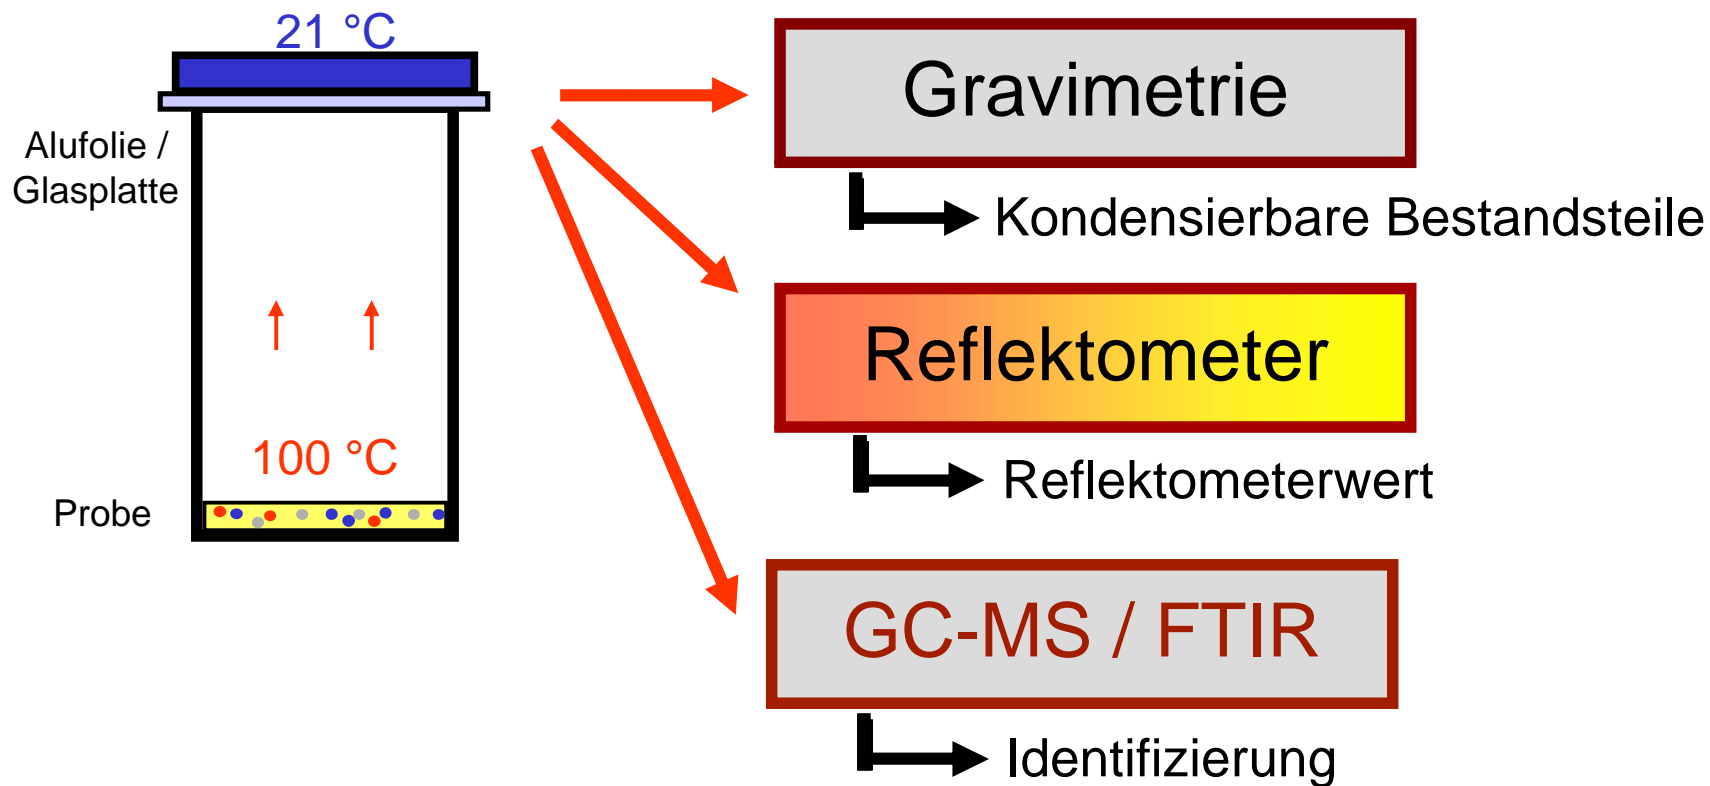 21 °C
Alufolie /
Glasplatte
100 °C
Probe
Gravimetrie
Kondensierbare Bestandsteile
Reflektometer
Reflektometerwert
GC-MS / FTIR
Identifizierung